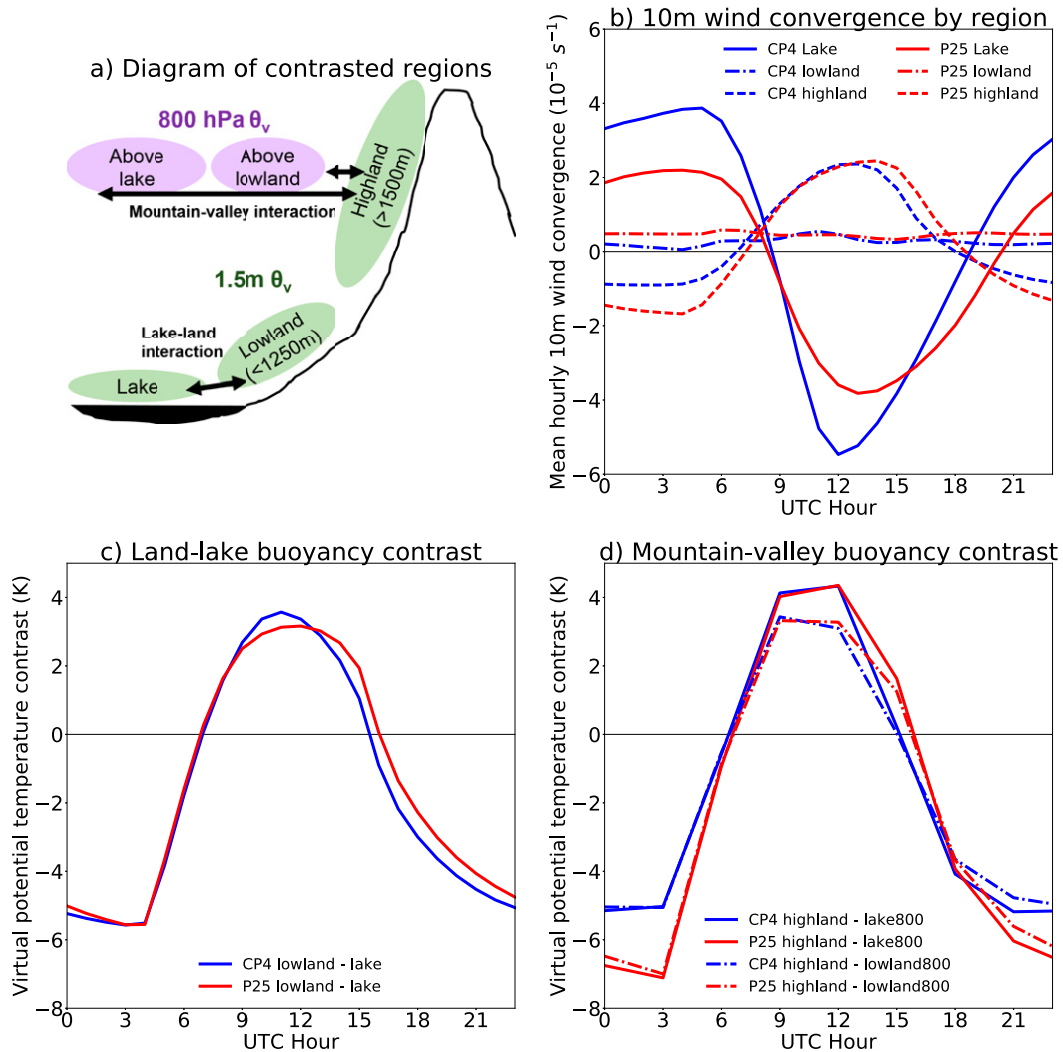 a) Diagram of contrasted regions
800 hPa θv
Above
lake
Above
lowland
Mountain-valley interaction
Highland
(>1500m)
1.5m θv
Lake-land
interaction
Lowland
(<1250m)
Lake
b) 10m wind convergence by region
CP4 Lake
CP4 lowland
CP4 highland
P25 Lake
P25 lowland
P25 highland
Mean hourly 10m wind convergence (10⁻⁵ s⁻¹)
6
4
2
0
−2
−4
−6
0 3 6 9 12 15 18 21
UTC Hour
c) Land-lake buoyancy contrast
Virtual potential temperature contrast (K)
4
2
0
−2
−4
−6
−8
CP4 lowland - lake
P25 lowland - lake
0 3 6 9 12 15 18 21
UTC Hour
d) Mountain-valley buoyancy contrast
Virtual potential temperature contrast (K)
4
2
0
−2
−4
−6
−8
CP4 highland - lake800
P25 highland - lake800
CP4 highland - lowland800
P25 highland - lowland800
0 3 6 9 12 15 18 21
UTC Hour